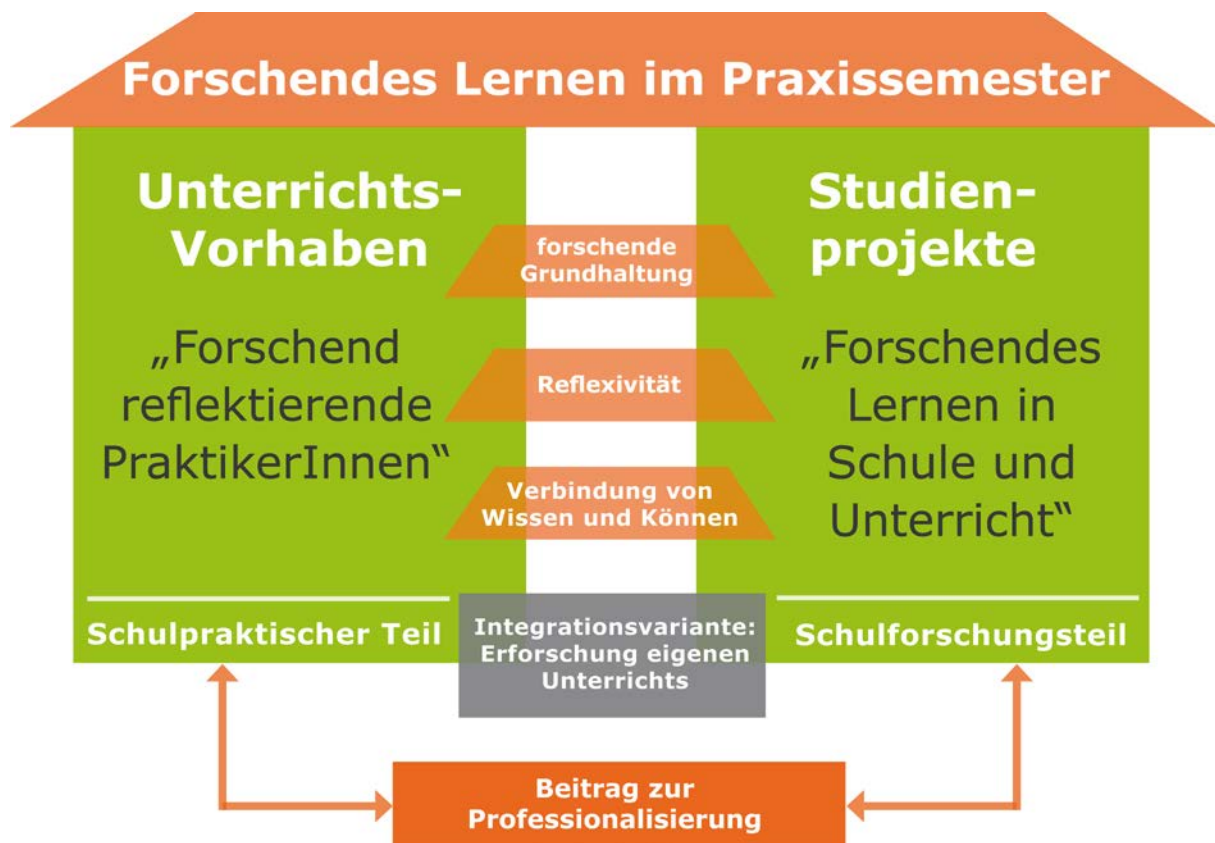 Forschendes Lernen im Praxissemester
Unterrichts-
Vorhaben
„Forschend
reflektierende
PraktikerInnen“
Schulpraktischer Teil
forschende
Grundhaltung
Reflexivität
Verbindung von
Wissen und Können
Integrationsvariante:
Erforschung eigenen
Unterrichts
Studien-
projekte
„Forschendes
Lernen in
Schule und
Unterricht“
Schulforschungsteil
Beitrag zur
Professionalisierung